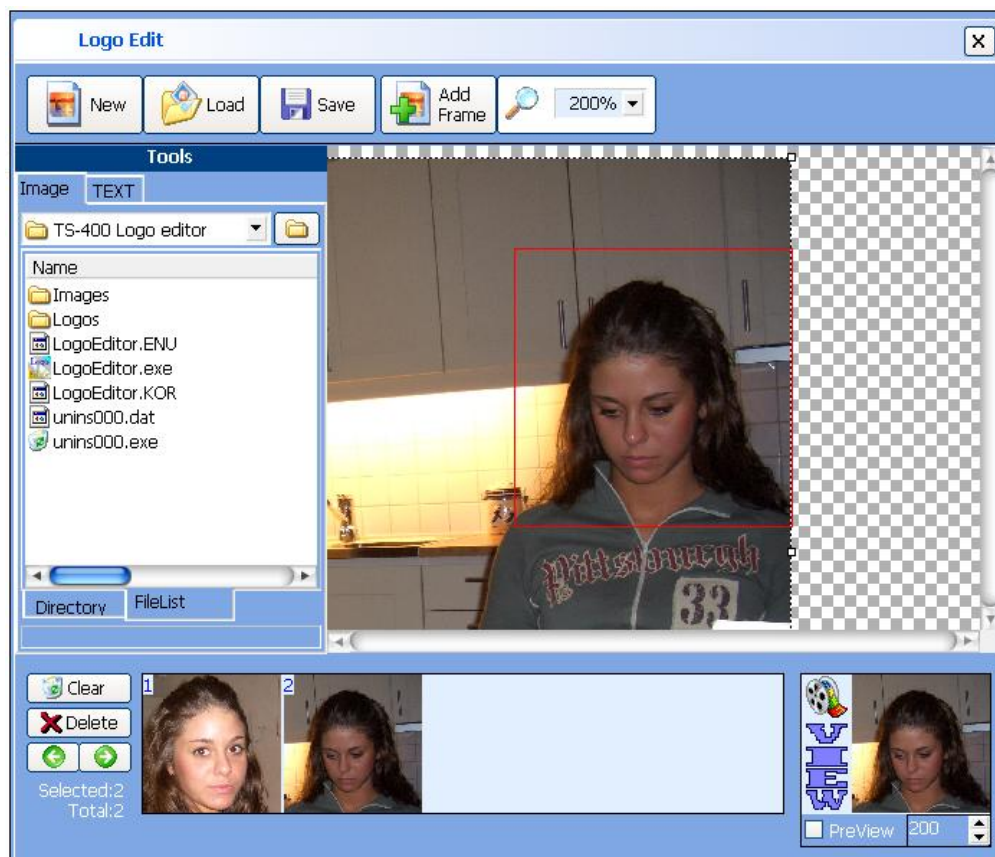 Logo Edit
New
Load
Save
Add
Frame
200%
Tools
Image
TEXT
TS-400 Logo editor
Name
Images
Logos
LogoEditor.ENU
LogoEditor.exe
LogoEditor.KOR
unins000.dat
unins000.exe
Directory
FileList
Pittsburgh
33
Clear
Delete
Selected:2
Total:2
1
2
VIEW
PreView
200